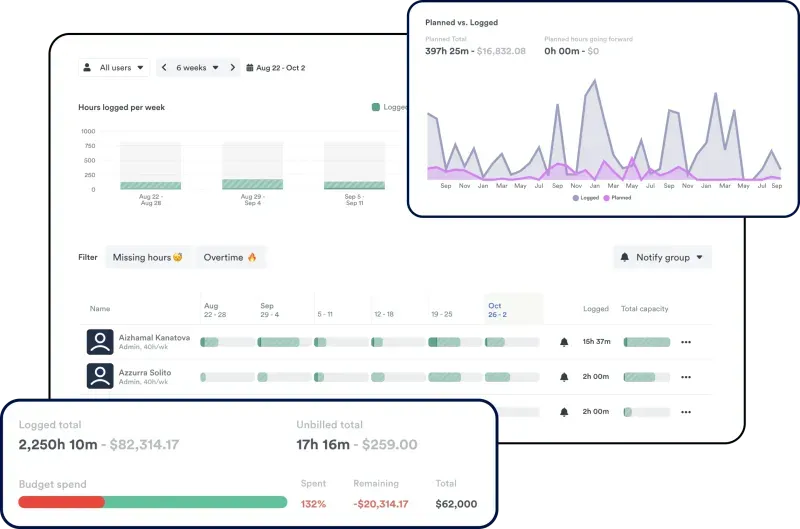 Planned vs. Logged
Planned Total
Planned hours going forward
397h 25m - $16,832.08
0h 00m - $0
Sep Nov Jan Mar May Jul Sep Nov Jan Mar May Jul Sep Nov Jan Mar May Jul Sep
Logged Planned
All users
6 weeks
Aug 22 - Oct 2
Hours logged per week
Logged
1000
750
500
250
0
Aug 22 -
Aug 28
Aug 29 -
Sep 4
Sep 5 -
Sep 11
Filter
Missing hours 😴
Overtime 🔥
Notify group
Name
Aug
22 - 28
Sep
29 - 4
5 - 11
12 - 18
19 - 25
Oct
26 - 2
Logged
Total capacity
Aizhamal Kanatova
Admin, 40h/wk
15h 37m
Azzurra Solito
Admin, 40h/wk
2h 00m
2h 00m
Logged total
Unbilled total
2,250h 10m - $82,314.17
17h 16m - $259.00
Budget spend
Spent
Remaining
Total
132%
-$20,314.17
$62,000